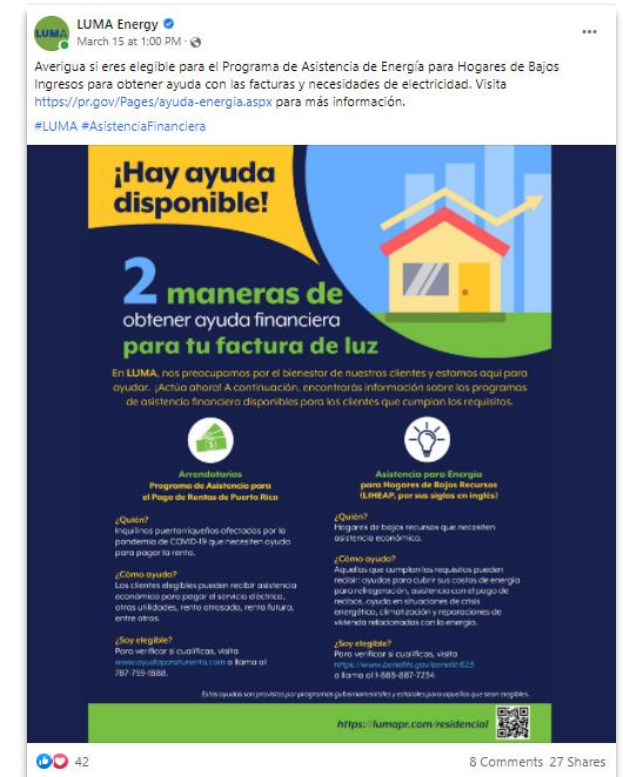 LUMA
LUMA Energy
March 15 at 1:00 PM ·
Averigua si eres elegible para el Programa de Asistencia de Energía para Hogares de Bajos
Ingresos para obtener ayuda con las facturas y necesidades de electricidad. Visita
https://pr.gov/Pages/ayuda-energia.aspx para más información.
#LUMA #AsistenciaFinanciera
¡Hay ayuda
disponible!
2 maneras de
obtener ayuda financiera
para tu factura de luz
En LUMA, nos preocupamos por el bienestar de nuestros clientes y estamos aquí para
ayudar. ¡Actúa ahora! A continuación, encontrarás información sobre los programas
de asistencia financiera disponibles para los clientes que cumplan los requisitos.
Arrendatarios
Programa de Asistencia para
el Pago de Rentas de Puerto Rico
¿Quién?
Inquilinos puertorriqueños afectados por la
pandemia de COVID-19 que necesiten ayuda
para pagar la renta.
¿Cómo ayuda?
Los clientes elegibles pueden recibir asistencia
económica para pagar el servicio eléctrico,
otras utilidades, renta atrasada, renta futura,
entre otros.
¿Soy elegible?
Para verificar si cualificas, visita
www.ayudaparaturenta.com o llama al
787-759-1888.
Asistencia para Energía
para Hogares de Bajos Recursos
(LIHEAP, por sus siglas en inglés)
¿Quién?
Hogares de bajos recursos que necesiten
asistencia económica.
¿Cómo ayuda?
Aquellos que cumplan los requisitos pueden
recibir: ayudas para cubrir sus costos de energía
para refrigeración, asistencia con el pago de
recibos, ayuda en situaciones de crisis
energética, climatización y reparaciones de
vivienda relacionadas con la energía.
¿Soy elegible?
Para verificar si cualificas, visita
https://www.benefits.gov/benefit/623
o llama al 1-888-887-7234.
Estas ayudas son provistas por programas gubernamentales y estatales para aquellos que sean elegibles.
https://lumapr.com/residencial
42
8 Comments 27 Shares